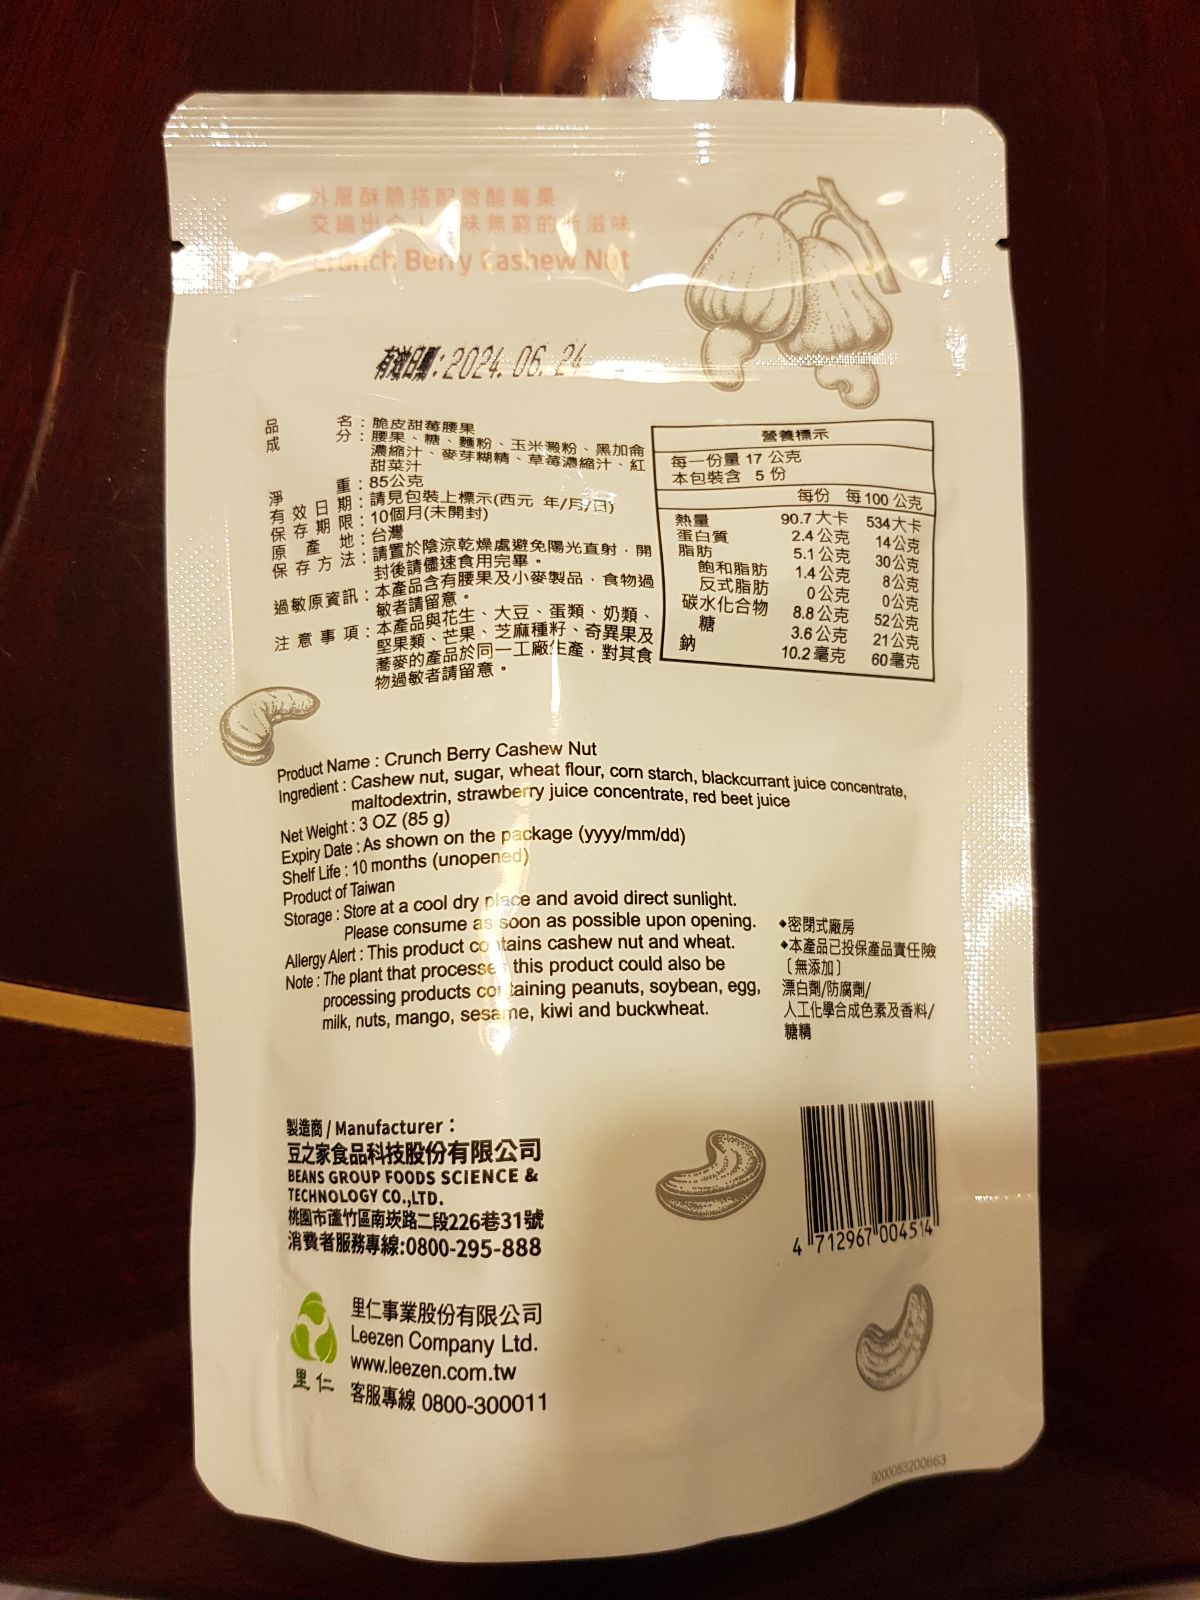 外層酥脆搭配微酸莓果
交織出令人 味無窮的新滋味
Crunch Berry Cashew Nut
有效日期:2024.06.24
品名:脆皮甜莓腰果
成分:腰果、糖、麵粉、玉米澱粉、黑加侖
濃縮汁、麥芽糊精、草莓濃縮汁、紅
甜菜汁
淨重:85公克
有效日期:請見包裝上標示(西元 年/月/日)
保存期限:10個月(未開封)
原產地:台灣
保存方法:請置於陰涼乾燥處避免陽光直射，開
封後請儘速食用完畢。
過敏原資訊:本產品含有腰果及小麥製品，食物過
敏者請留意。
注意事項:本產品與花生、大豆、蛋類、奶類、
堅果類、芒果、芝麻種籽、奇異果及
蕎麥的產品於同一工廠生產，對其食
物過敏者請留意。
營養標示
每一份量 17 公克
本包裝含 5 份
每份 每100公克
熱量 90.7大卡 534大卡
蛋白質 2.4公克 14公克
脂肪 5.1公克 30公克
飽和脂肪 1.4公克 8公克
反式脂肪 0公克 0公克
碳水化合物 8.8公克 52公克
糖 3.6公克 21公克
鈉 10.2毫克 60毫克
Product Name : Crunch Berry Cashew Nut
Ingredient : Cashew nut, sugar, wheat flour, corn starch, blackcurrant juice concentrate,
maltodextrin, strawberry juice concentrate, red beet juice
Net Weight : 3 OZ (85 g)
Expiry Date : As shown on the package (yyyy/mm/dd)
Shelf Life : 10 months (unopened)
Product of Taiwan
Storage : Store at a cool dry place and avoid direct sunlight.
Please consume as soon as possible upon opening.
Allergy Alert : This product contains cashew nut and wheat.
Note : The plant that processes this product could also be
processing products containing peanuts, soybean, egg,
milk, nuts, mango, sesame, kiwi and buckwheat.
◆密閉式廠房
◆本產品已投保產品責任險
〔無添加〕
漂白劑/防腐劑/
人工化學合成色素及香料/
糖精
製造商/Manufacturer：
豆之家食品科技股份有限公司
BEANS GROUP FOODS SCIENCE &
TECHNOLOGY CO.,LTD.
桃園市蘆竹區南崁路二段226巷31號
消費者服務專線:0800-295-888
4 712967 004514
里仁
里仁事業股份有限公司
Leezen Company Ltd.
www.leezen.com.tw
客服專線 0800-300011
9000053200663